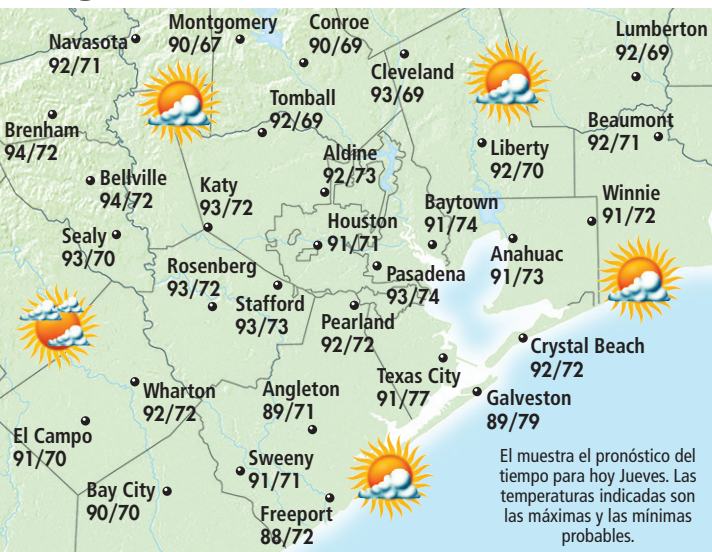 Montgomery
90/67
Conroe
90/69
Lumberton
92/69
Navasota
92/71
Cleveland
93/69
Tomball
92/69
Beaumont
92/71
Brenham
94/72
Liberty
92/70
Aldine
92/73
Bellville
94/72
Katy
93/72
Baytown
91/74
Winnie
91/72
Houston
91/71
Sealy
93/70
Anahuac
91/73
Rosenberg
93/72
Pasadena
93/74
Stafford
93/73
Pearland
92/72
Crystal Beach
92/72
Texas City
91/77
Wharton
92/72
Angleton
89/71
Galveston
89/79
El Campo
91/70
Sweeny
91/71
Bay City
90/70
Freeport
88/72
El muestra el pronóstico del
tiempo para hoy Jueves. Las
temperaturas indicadas son
las máximas y las mínimas
probables.